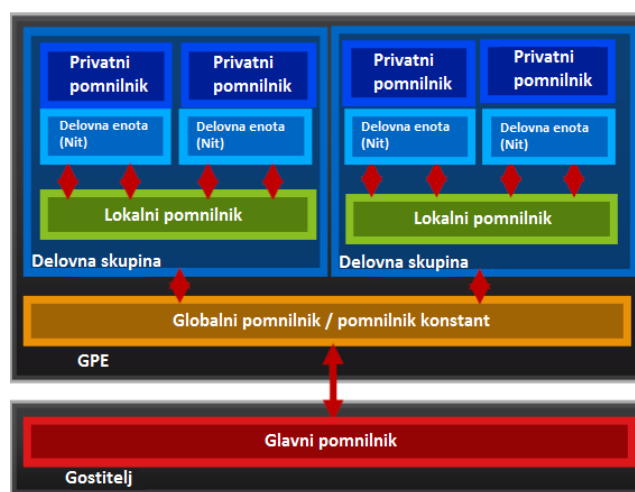 Privatni
pomnilnik
Privatni
pomnilnik
Privatni
pomnilnik
Privatni
pomnilnik
Delovna enota
(Nit)
Delovna enota
(Nit)
Delovna enota
(Nit)
Delovna enota
(Nit)
Lokalni pomnilnik
Lokalni pomnilnik
Delovna skupina
Delovna skupina
Globalni pomnilnik / pomnilnik konstant
GPE
Glavni pomnilnik
Gostitelj